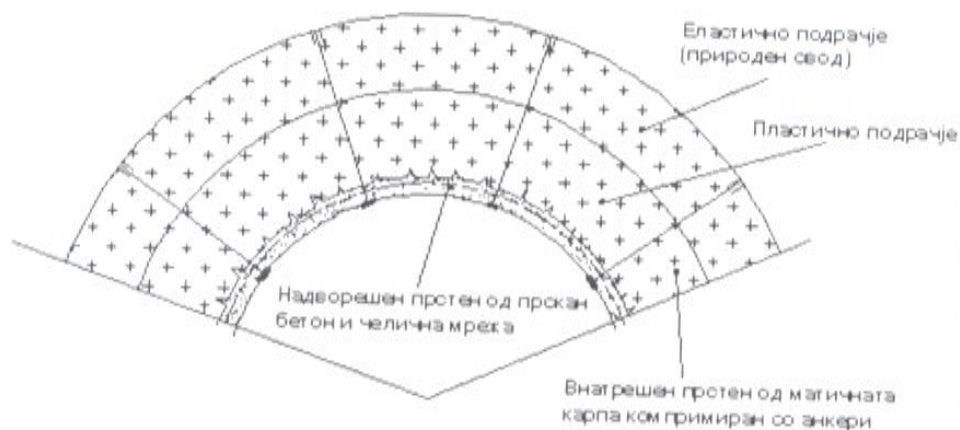 Еластично подрачје
(природен свод)
Пластично подрачје
Надворешен прстен од прскан
бетон и челична мрежа
Внатрешен прстен од матичната
карпа компримиран со анкери